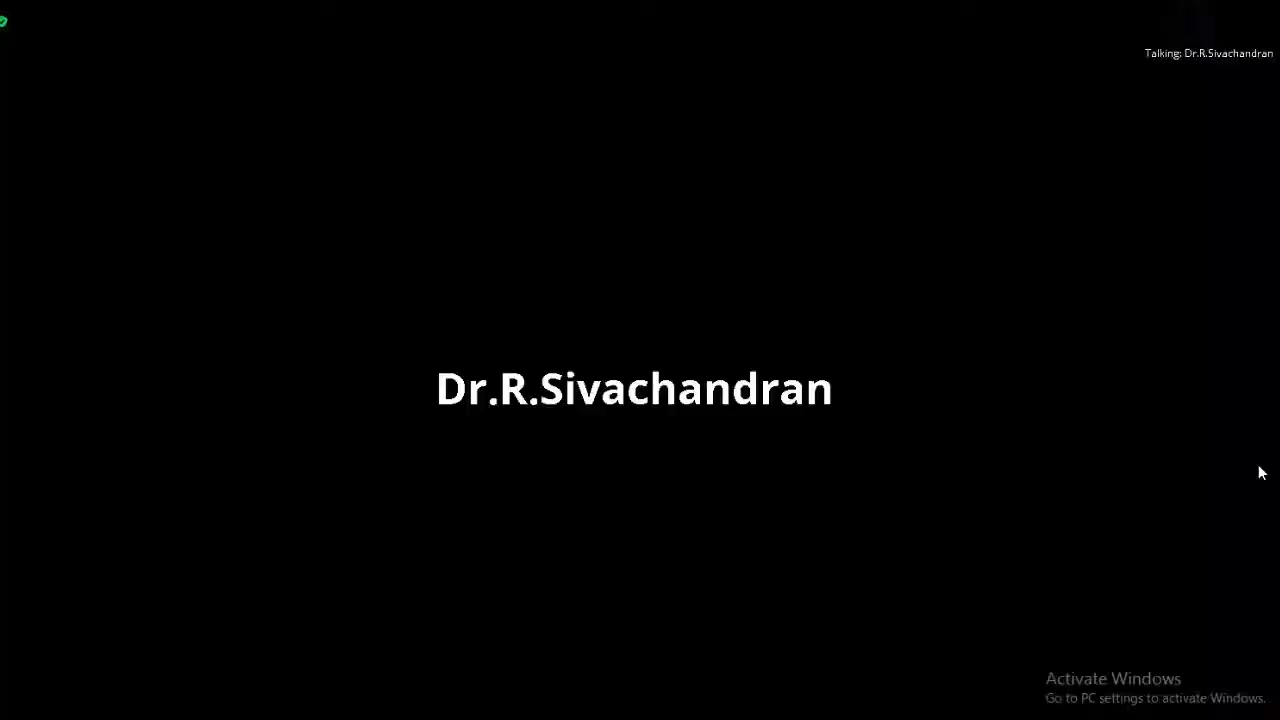 Talking: Dr.R.Sivachandran
Dr.R.Sivachandran
Activate Windows
Go to PC settings to activate Windows.